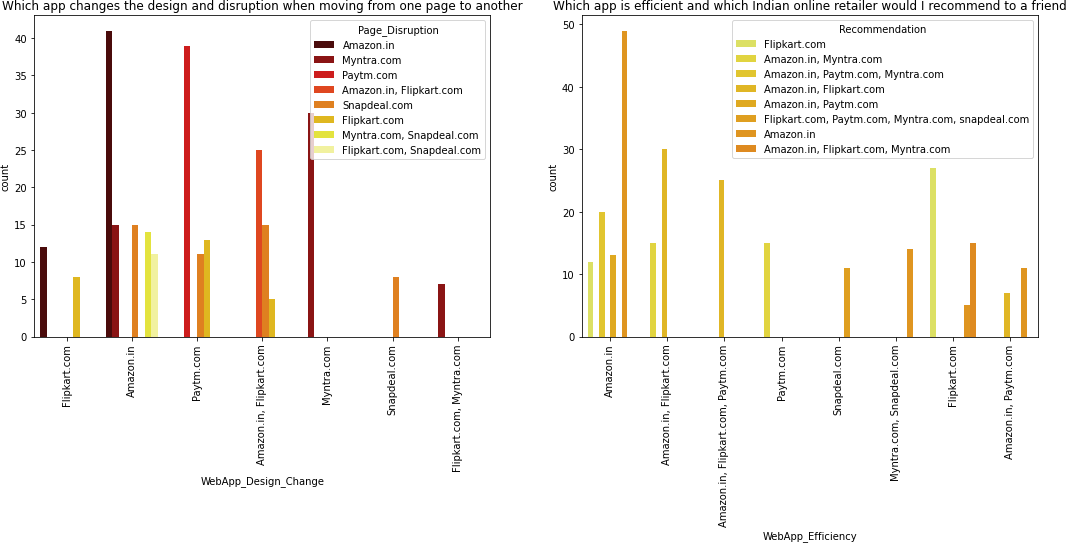 Which app changes the design and disruption when moving from one page to another
count
40
35
30
25
20
15
10
5
0
Page_Disruption
Amazon.in
Myntra.com
Paytm.com
Amazon.in, Flipkart.com
Snapdeal.com
Flipkart.com
Myntra.com, Snapdeal.com
Flipkart.com, Snapdeal.com
Flipkart.com
Amazon.in
Paytm.com
Amazon.in, Flipkart.com
Myntra.com
Snapdeal.com
Flipkart.com, Myntra.com
WebApp_Design_Change
Which app is efficient and which Indian online retailer would I recommend to a friend
count
50
40
30
20
10
0
Recommendation
Flipkart.com
Amazon.in, Myntra.com
Amazon.in, Paytm.com, Myntra.com
Amazon.in, Flipkart.com
Amazon.in, Paytm.com
Flipkart.com, Paytm.com, Myntra.com, snapdeal.com
Amazon.in
Amazon.in, Flipkart.com, Myntra.com
Amazon.in
Amazon.in, Flipkart.com
Amazon.in, Flipkart.com, Paytm.com
Paytm.com
Snapdeal.com
Myntra.com, Snapdeal.com
Flipkart.com
Amazon.in, Paytm.com
WebApp_Efficiency